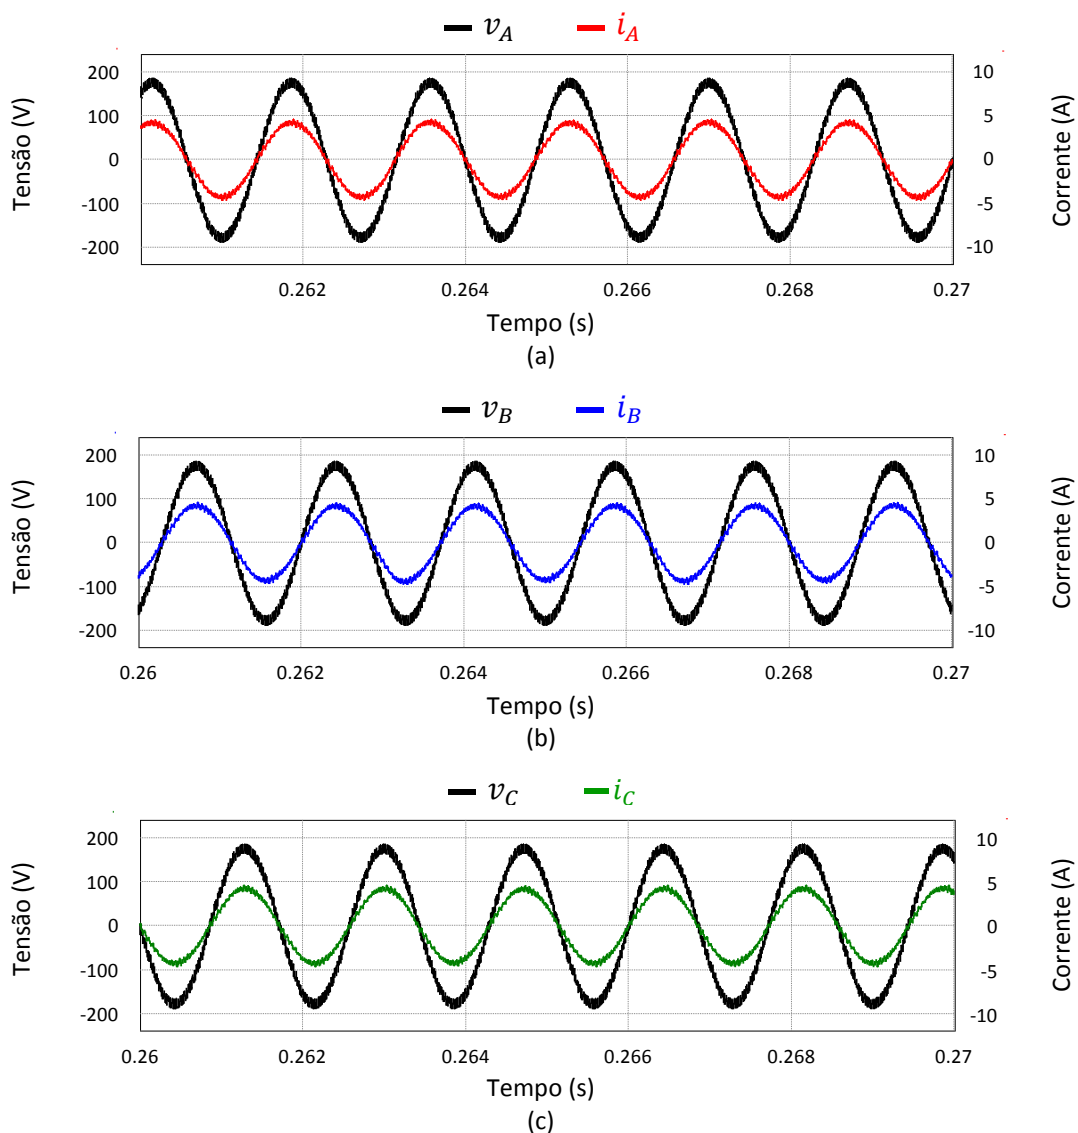 v_A i_A
Tensão (V)
200
100
0
-100
-200
10
5
0
-5
-10
Corrente (A)
0.262 0.264 0.266 0.268 0.27
Tempo (s)
(a)
v_B i_B
Tensão (V)
200
100
0
-100
-200
10
5
0
-5
-10
Corrente (A)
0.26 0.262 0.264 0.266 0.268 0.27
Tempo (s)
(b)
v_C i_C
Tensão (V)
200
100
0
-100
-200
10
5
0
-5
-10
Corrente (A)
0.26 0.262 0.264 0.266 0.268 0.27
Tempo (s)
(c)